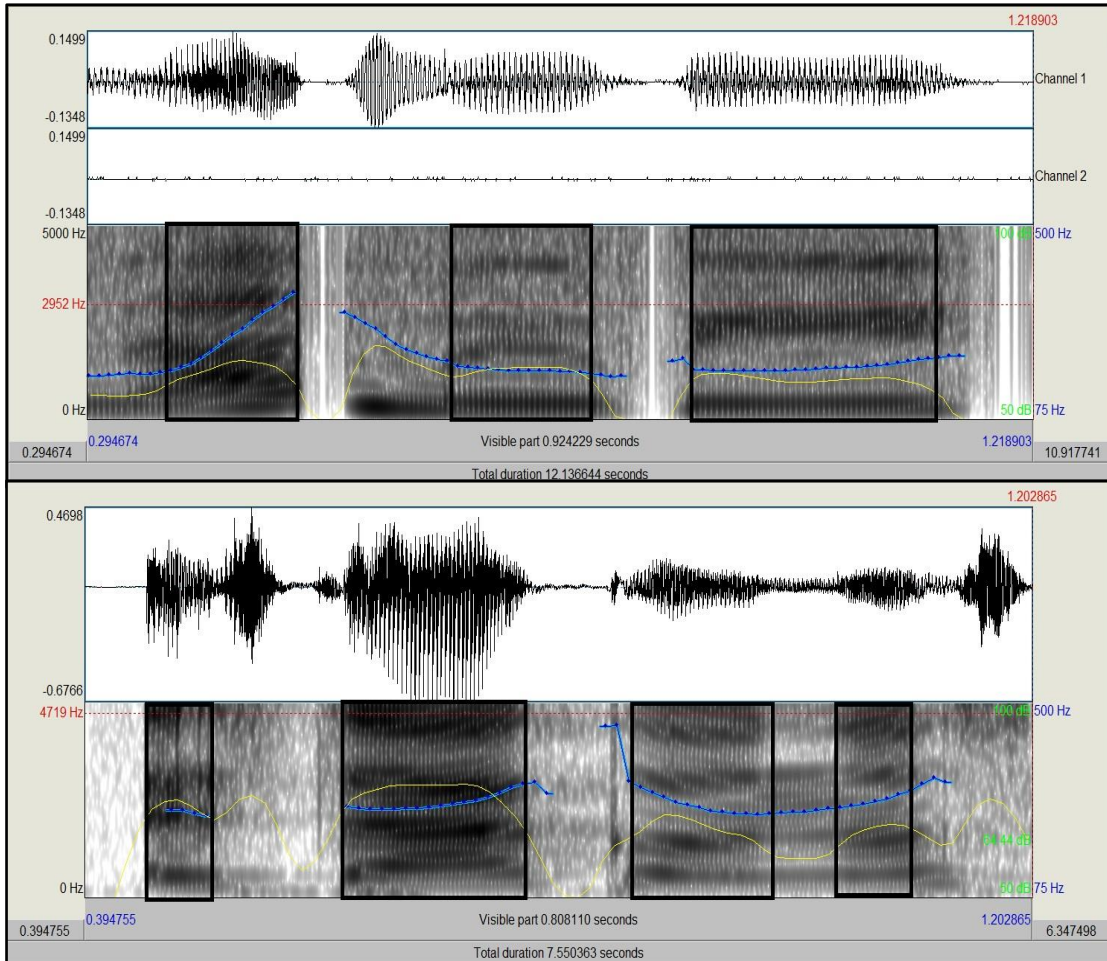 1.218903
0.1499
Channel 1
-0.1348
0.1499
Channel 2
-0.1348
5000 Hz
100 dB
500 Hz
2952 Hz
0 Hz
50 dB
75 Hz
0.294674
0.294674
Visible part 0.924229 seconds
1.218903
10.917741
Total duration 12.136644 seconds
1.202865
0.4698
-0.6766
4719 Hz
100 dB
500 Hz
64.44 dB
0 Hz
50 dB
75 Hz
0.394755
0.394755
Visible part 0.808110 seconds
1.202865
6.347498
Total duration 7.550363 seconds